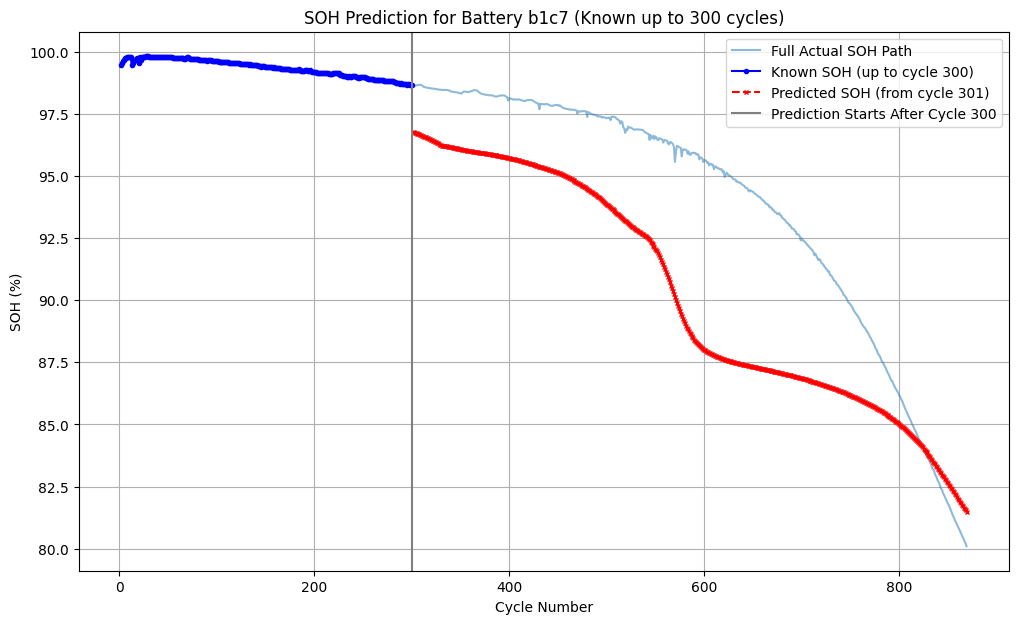 SOH Prediction for Battery b1c7 (Known up to 300 cycles)
Full Actual SOH Path
Known SOH (up to cycle 300)
Predicted SOH (from cycle 301)
Prediction Starts After Cycle 300
SOH (%)
100.0
97.5
95.0
92.5
90.0
87.5
85.0
82.5
80.0
0 200 400 600 800
Cycle Number